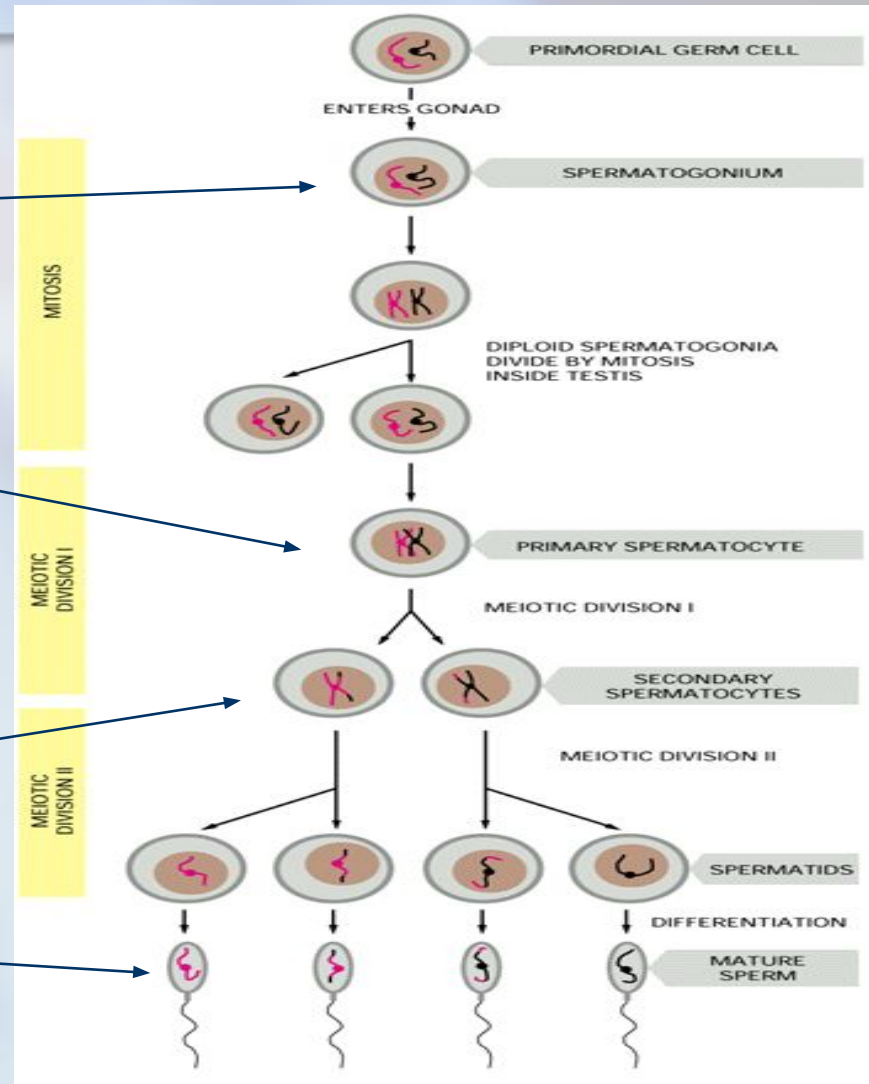 PRIMORDIAL GERM CELL
ENTERS GONAD
SPERMATOGONIUM
MITOSIS
DIPLOID SPERMATOGONIA
DIVIDE BY MITOSIS
INSIDE TESTIS
PRIMARY SPERMATOCYTE
MEIOTIC
DIVISION I
MEIOTIC DIVISION I
SECONDARY
SPERMATOCYTES
MEIOTIC DIVISION II
MEIOTIC
DIVISION II
SPERMATIDS
DIFFERENTIATION
MATURE
SPERM